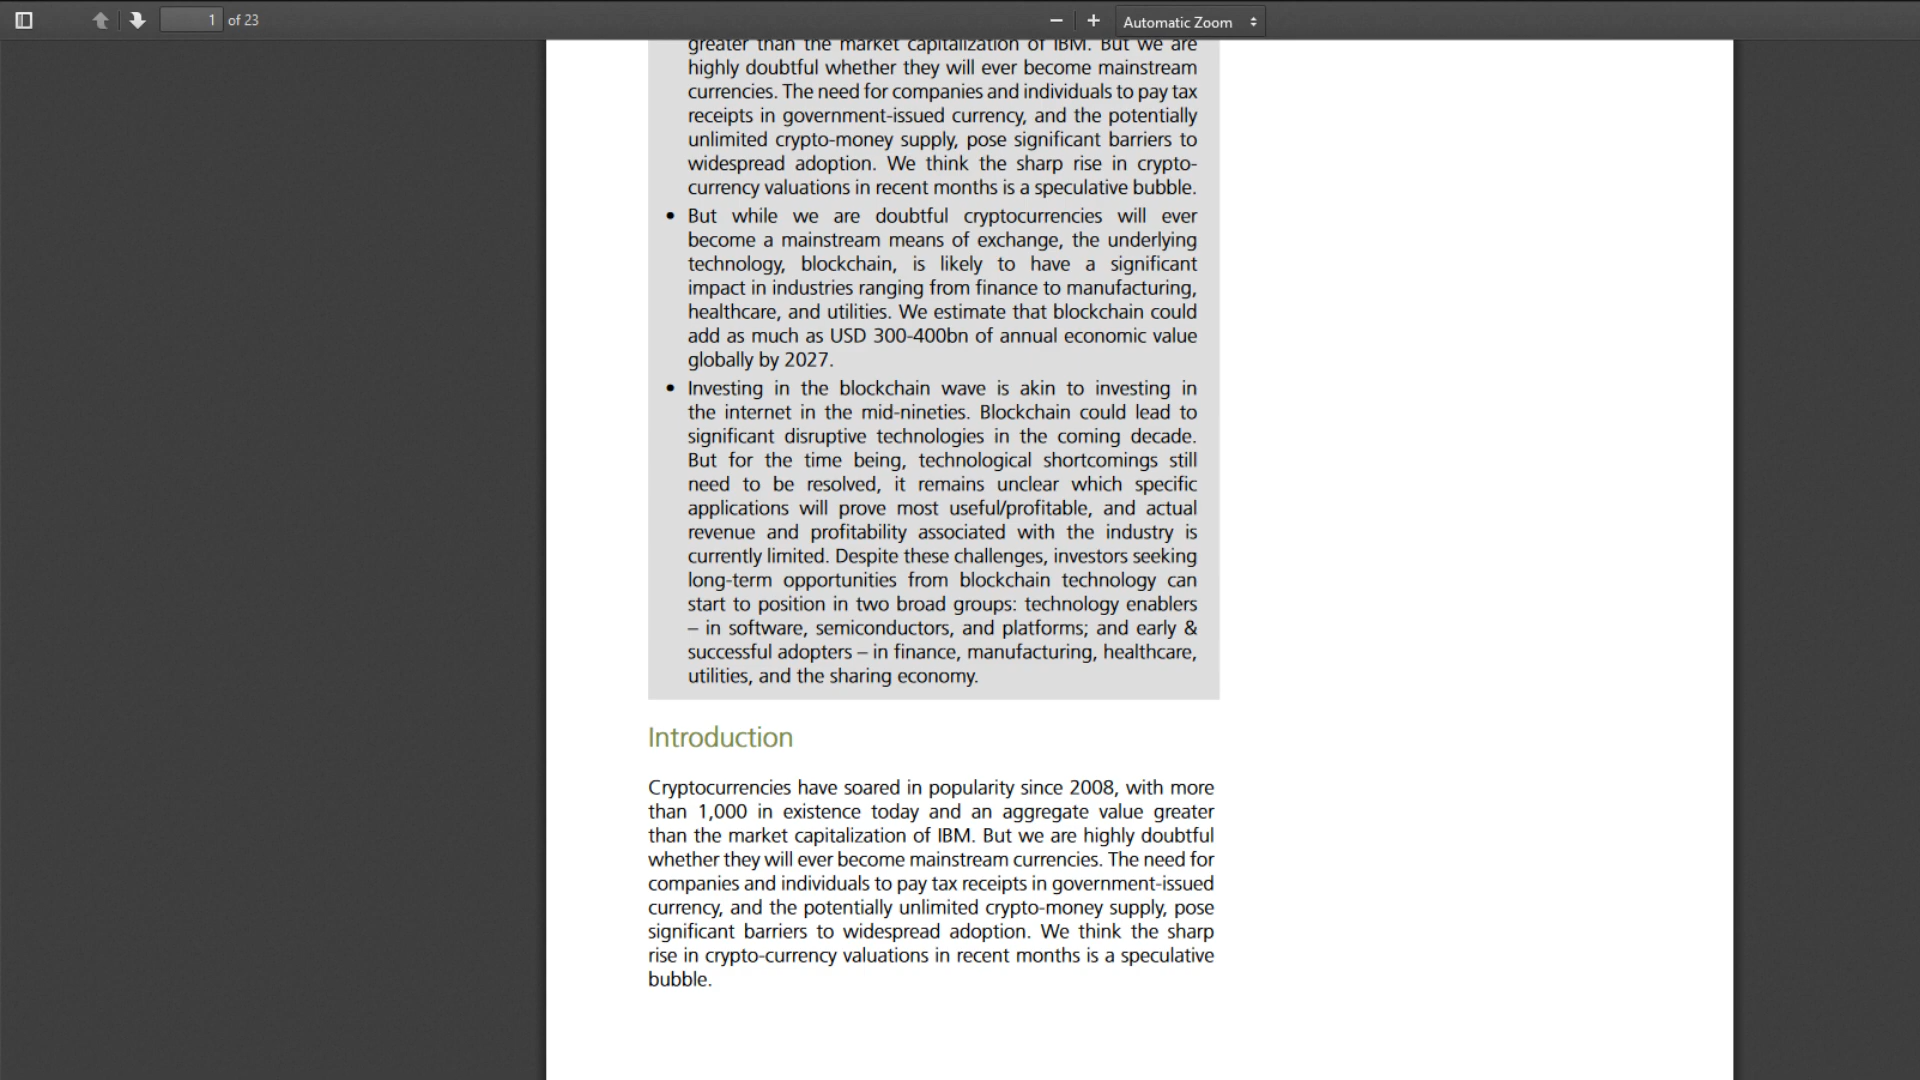 1 of 23
Automatic Zoom
greater than the market capitalization of IBM. But we are
highly doubtful whether they will ever become mainstream
currencies. The need for companies and individuals to pay tax
receipts in government-issued currency, and the potentially
unlimited crypto-money supply, pose significant barriers to
widespread adoption. We think the sharp rise in crypto-
currency valuations in recent months is a speculative bubble.
• But while we are doubtful cryptocurrencies will ever
become a mainstream means of exchange, the underlying
technology, blockchain, is likely to have a significant
impact in industries ranging from finance to manufacturing,
healthcare, and utilities. We estimate that blockchain could
add as much as USD 300-400bn of annual economic value
globally by 2027.
• Investing in the blockchain wave is akin to investing in
the internet in the mid-nineties. Blockchain could lead to
significant disruptive technologies in the coming decade.
But for the time being, technological shortcomings still
need to be resolved, it remains unclear which specific
applications will prove most useful/profitable, and actual
revenue and profitability associated with the industry is
currently limited. Despite these challenges, investors seeking
long-term opportunities from blockchain technology can
start to position in two broad groups: technology enablers
– in software, semiconductors, and platforms; and early &
successful adopters – in finance, manufacturing, healthcare,
utilities, and the sharing economy.
Introduction
Cryptocurrencies have soared in popularity since 2008, with more
than 1,000 in existence today and an aggregate value greater
than the market capitalization of IBM. But we are highly doubtful
whether they will ever become mainstream currencies. The need for
companies and individuals to pay tax receipts in government-issued
currency, and the potentially unlimited crypto-money supply, pose
significant barriers to widespread adoption. We think the sharp
rise in crypto-currency valuations in recent months is a speculative
bubble.